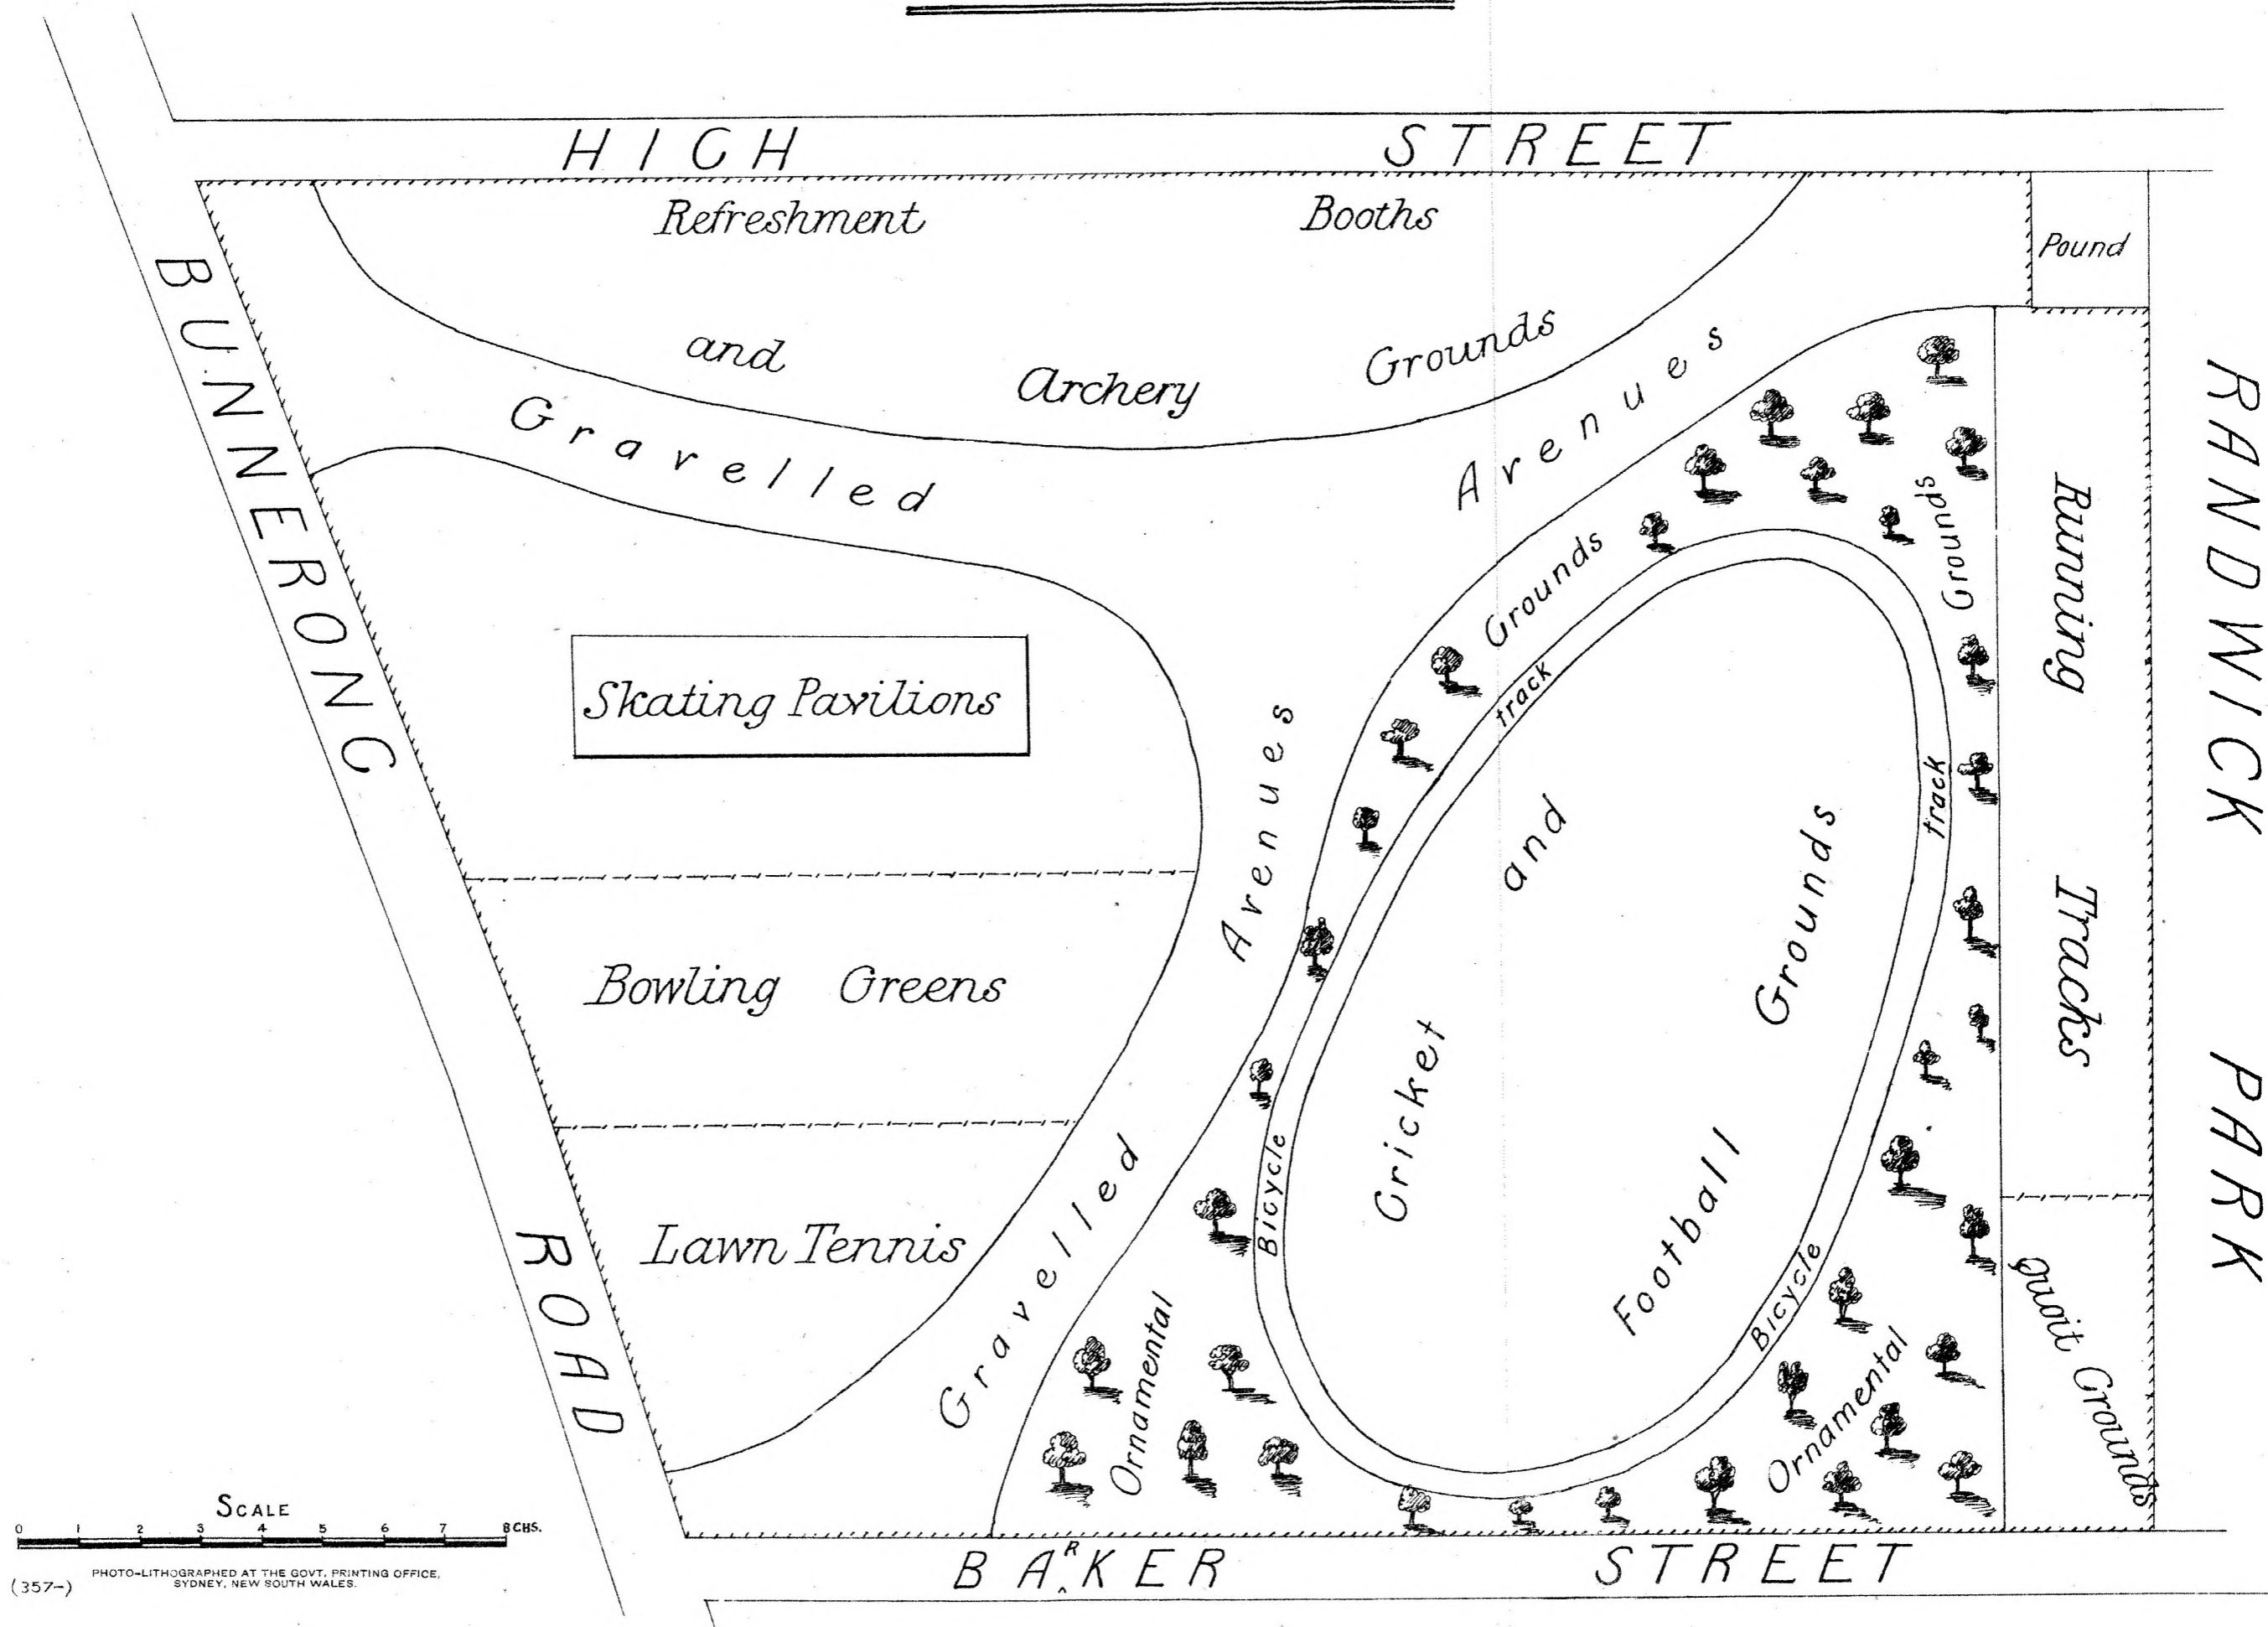 HIGH STREET
Refreshment Booths
and Archery Grounds
Pound
BUNNERONG ROAD
Gravelled Avenues
RANDWICK PARK
Grounds
Grounds
Running Tracks
track
track
Skating Pavilions
Avenues
Gravelled
Cricket and
Football Grounds
Bowling Greens
Bicycle
Bicycle
Lawn Tennis
Ornamental
Ornamental
Quoit Grounds
SCALE
0 1 2 3 4 5 6 7 8 CHS.
PHOTO-LITHOGRAPHED AT THE GOVT. PRINTING OFFICE,
SYDNEY, NEW SOUTH WALES.
(357-)
BARKER STREET